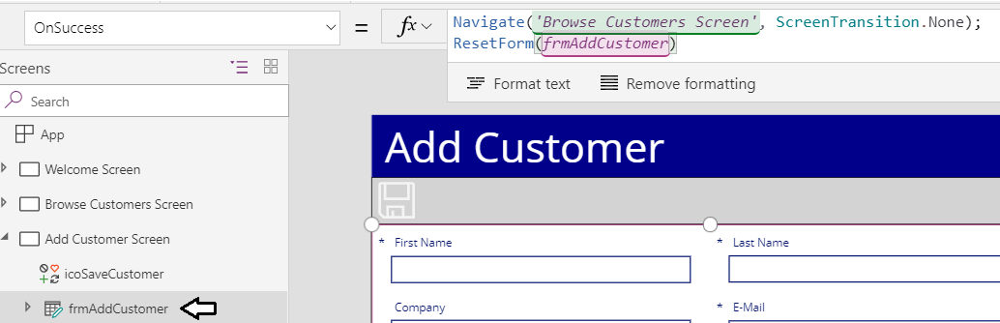 OnSuccess
=
fx
Navigate('Browse Customers Screen', ScreenTransition.None);
ResetForm(frmAddCustomer)
Format text
Remove formatting
Screens
Search
App
Welcome Screen
Browse Customers Screen
Add Customer Screen
icoSaveCustomer
frmAddCustomer
Add Customer
* First Name
* Last Name
Company
* E-Mail